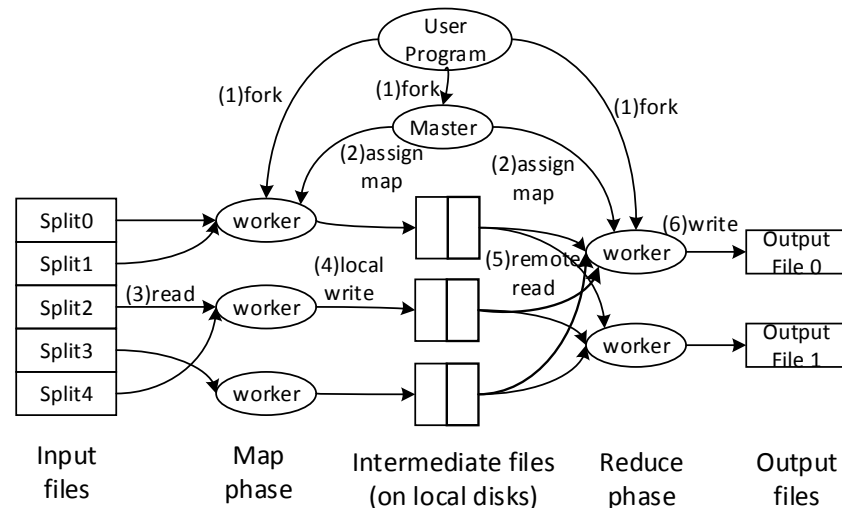 User
Program
(1)fork
(1)fork
(1)fork
Master
(2)assign
map
(2)assign
map
Split0
Split1
Split2
Split3
Split4
(3)read
worker
worker
worker
(4)local
write
(5)remote
read
worker
worker
(6)write
Output
File 0
Output
File 1
Input
files
Map
phase
Intermediate files
(on local disks)
Reduce
phase
Output
files